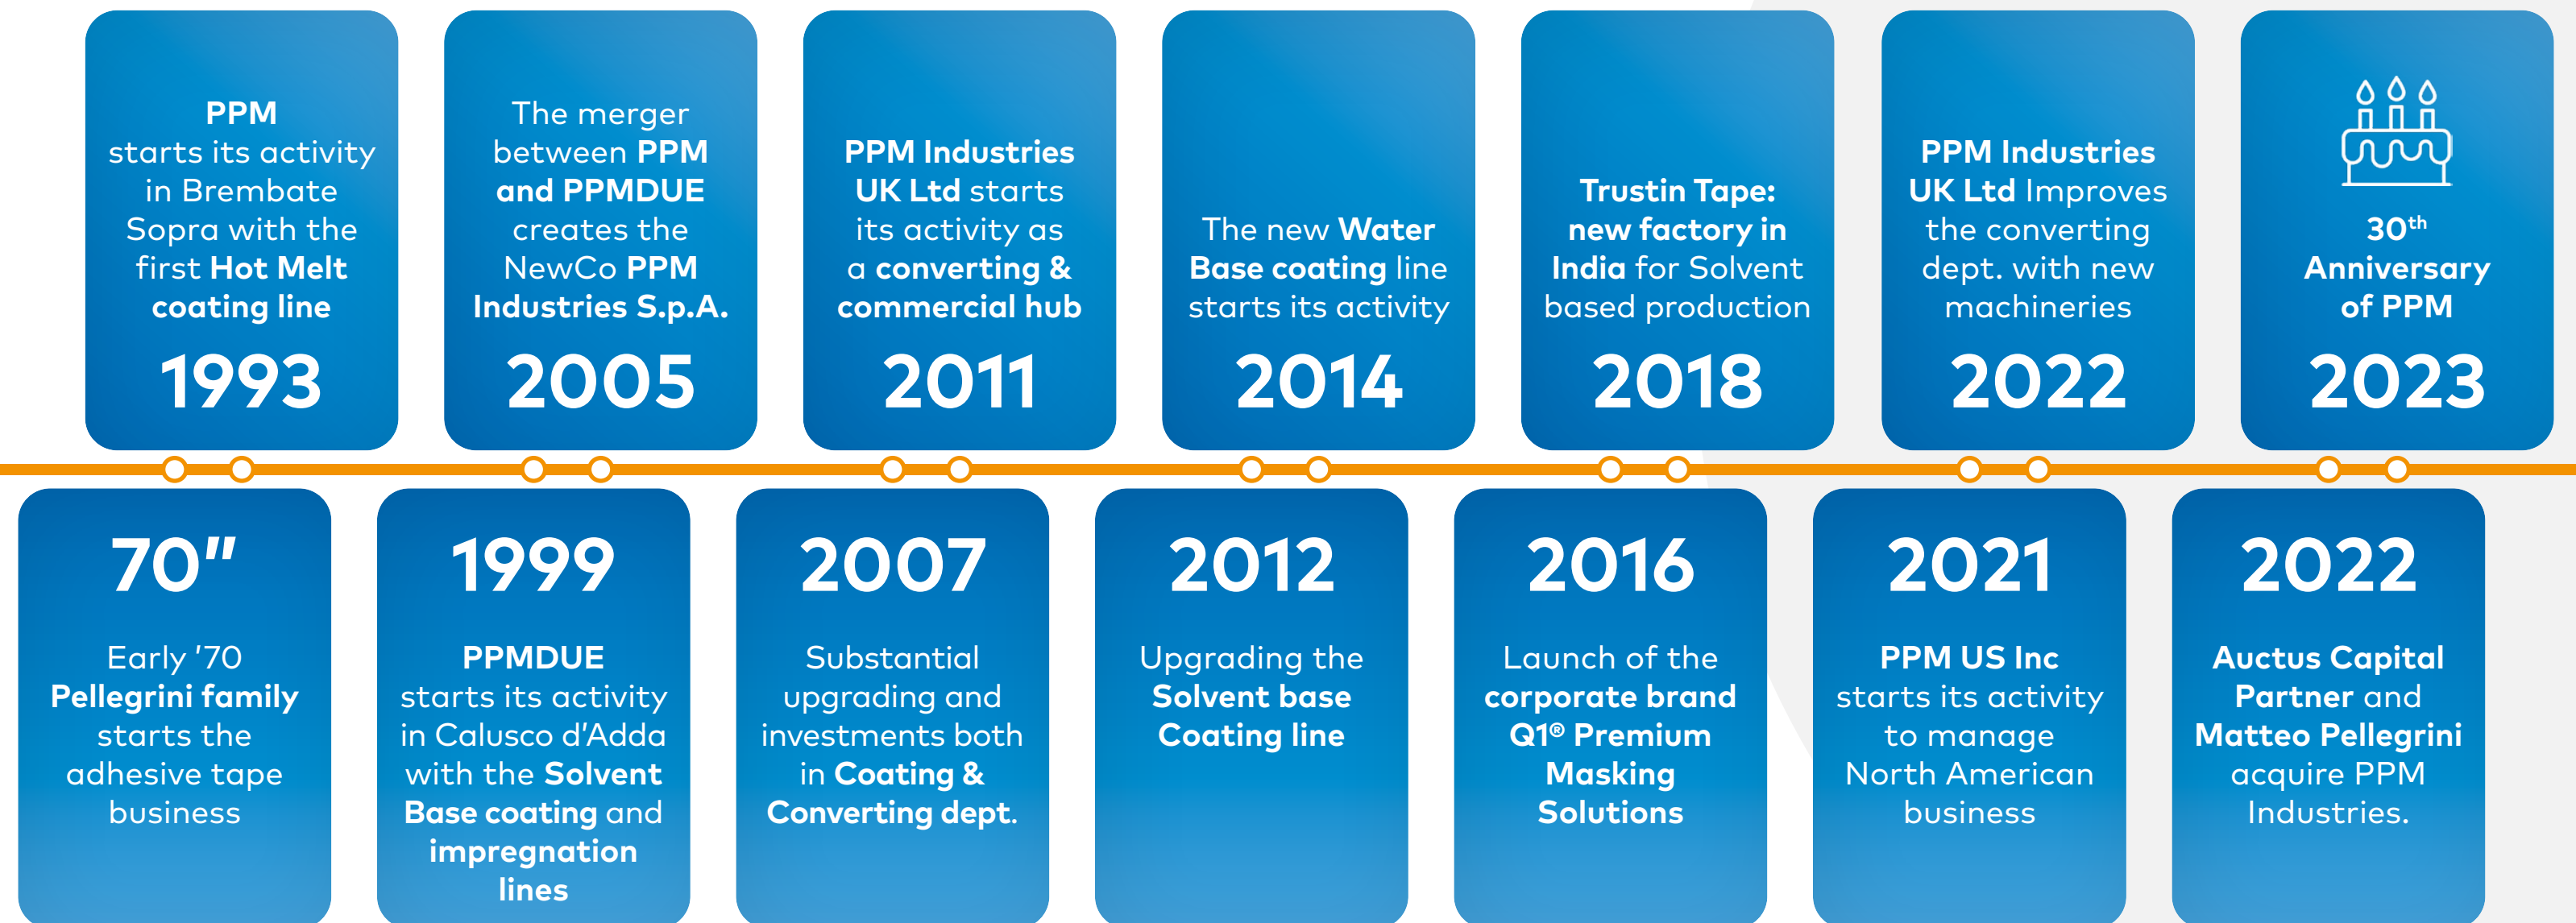 PPM
starts its activity
in Brembate
Sopra with the
first Hot Melt
coating line
1993
The merger
between PPM
and PPMDUE
creates the
NewCo PPM
Industries S.p.A.
2005
PPM Industries
UK Ltd starts
its activity as
a converting &
commercial hub
2011
The new Water
Base coating line
starts its activity
2014
Trustin Tape:
new factory in
India for Solvent
based production
2018
PPM Industries
UK Ltd Improves
the converting
dept. with new
machineries
2022
30th
Anniversary
of PPM
2023
70"
Early '70
Pellegrini family
starts the
adhesive tape
business
1999
PPMDUE
starts its activity
in Calusco d'Adda
with the Solvent
Base coating and
impregnation
lines
2007
Substantial
upgrading and
investments both
in Coating &
Converting dept.
2012
Upgrading the
Solvent base
Coating line
2016
Launch of the
corporate brand
Q1® Premium
Masking
Solutions
2021
PPM US Inc
starts its activity
to manage
North American
business
2022
Auctus Capital
Partner and
Matteo Pellegrini
acquire PPM
Industries.